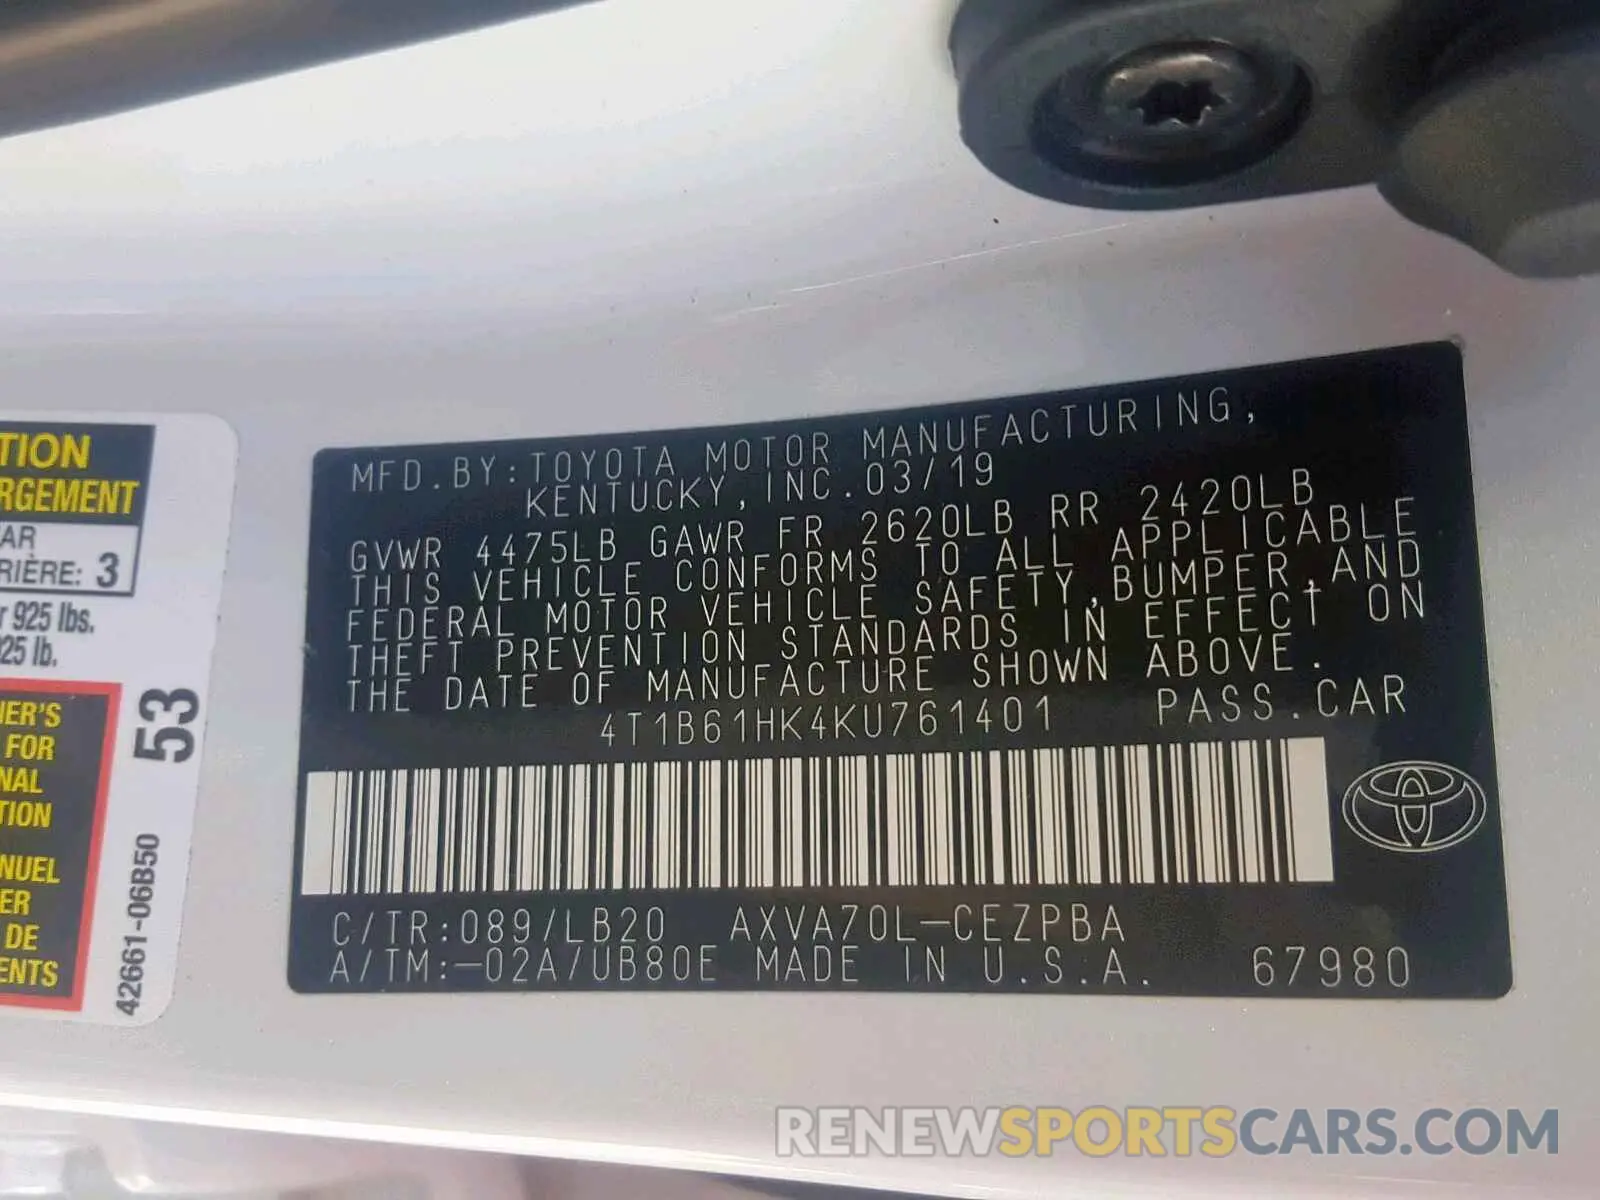 TION
RGEMENT
AR
RIÈRE: 3
r 925 lbs.
25 lb.
NER'S
FOR
NAL
TION
NUEL
ER
DE
ENTS
53
42661-06B50
MFD.BY:TOYOTA MOTOR MANUFACTURING,
KENTUCKY, INC. 03/19
GVWR 4475LB GAWR FR 2620LB RR 2420LB
THIS VEHICLE CONFORMS TO ALL APPLICABLE
FEDERAL MOTOR VEHICLE SAFETY,BUMPER,AND
THEFT PREVENTION STANDARDS IN EFFECT ON
THE DATE OF MANUFACTURE SHOWN ABOVE.
4T1B61HK4KU761401 PASS.CAR
C/TR:089/LB20 AXVA70L-CEZPBA
A/TM:-02A/UB80E MADE IN U.S.A. 67980
RENEWSPORTSCARS.COM